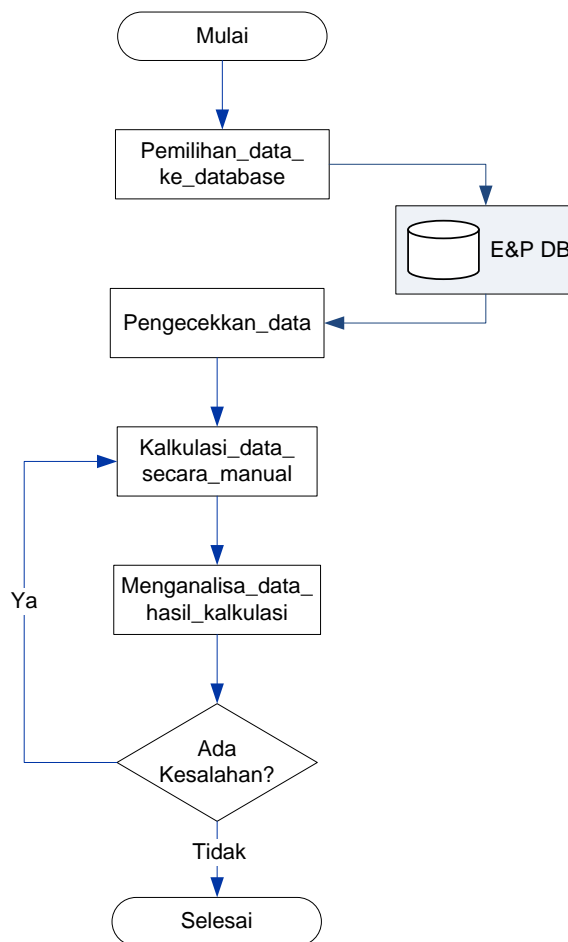 Mulai
Pemilihan_data_
ke_database
E&P DB
Pengecekkan_data
Kalkulasi_data_
secara_manual
Menganalisa_data_
hasil_kalkulasi
Ya
Ada
Kesalahan?
Tidak
Selesai